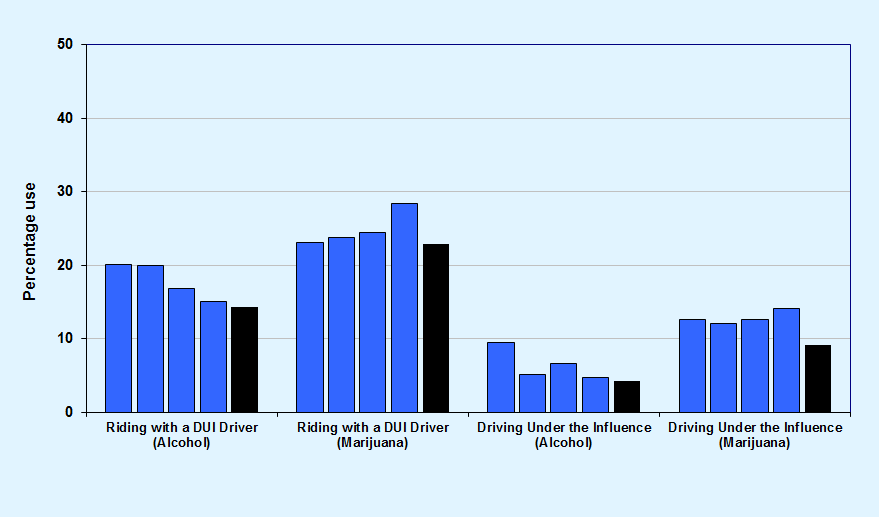 50
40
30
20
10
0
Percentage use
Riding with a DUI Driver
(Alcohol)
Riding with a DUI Driver
(Marijuana)
Driving Under the Influence
(Alcohol)
Driving Under the Influence
(Marijuana)